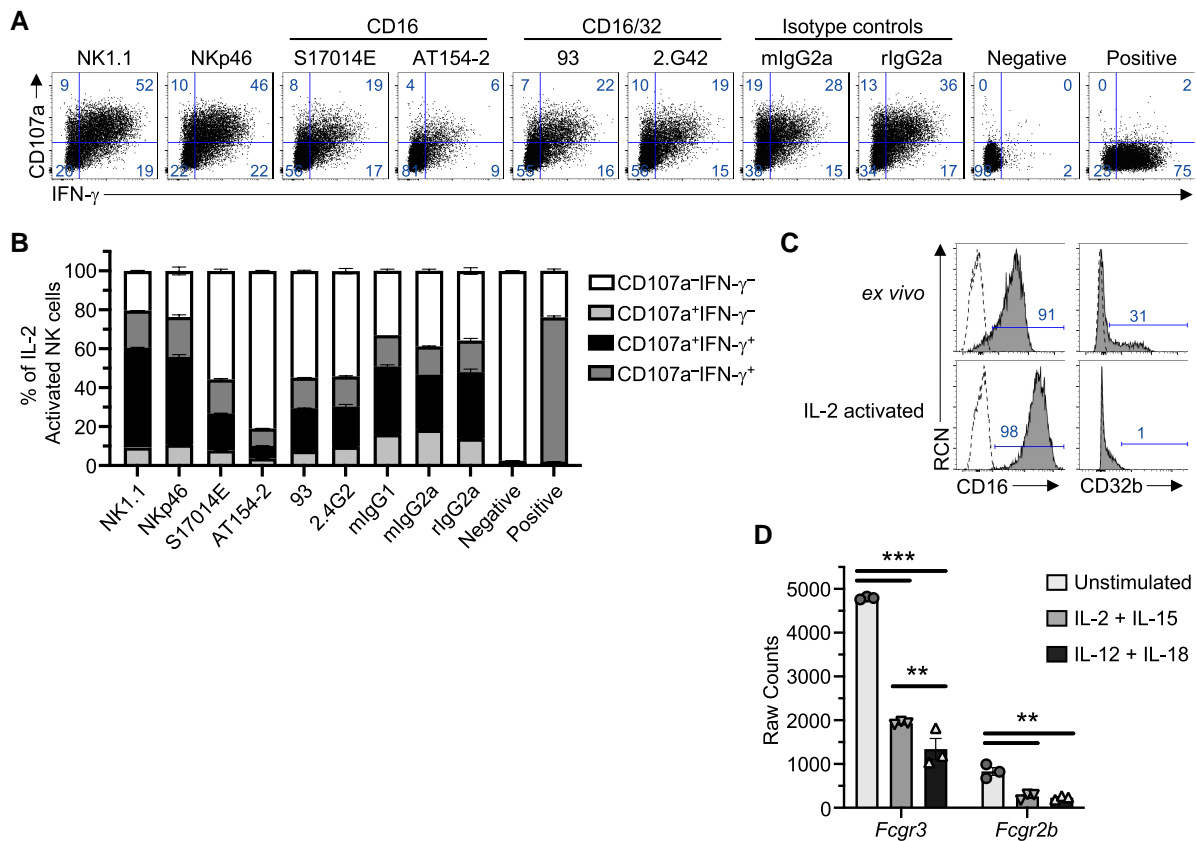 A
CD16
CD16/32
Isotype controls
NK1.1
NKp46
S17014E
AT154-2
93
2.G42
mIgG2a
rIgG2a
Negative
Positive
9 52
10 46
8 19
4 6
7 22
10 19
19 28
13 36
0 0
0 2
26 19
22 22
56 17
81 9
55 16
56 15
38 15
34 17
98 2
23 75
CD107a
IFN-γ
B
% of IL-2
Activated NK cells
100
80
60
40
20
0
NK1.1
NKp46
S17014E
AT154-2
93
2.4G2
mIgG1
mIgG2a
rIgG2a
Negative
Positive
CD107a⁻IFN-γ⁻
CD107a⁺IFN-γ⁻
CD107a⁺IFN-γ⁺
CD107a⁻IFN-γ⁺
C
ex vivo
91
31
IL-2 activated
98
1
RCN
CD16
CD32b
D
Raw Counts
5000
4000
3000
2000
1000
0
***
**
**
Fcgr3
Fcgr2b
Unstimulated
IL-2 + IL-15
IL-12 + IL-18